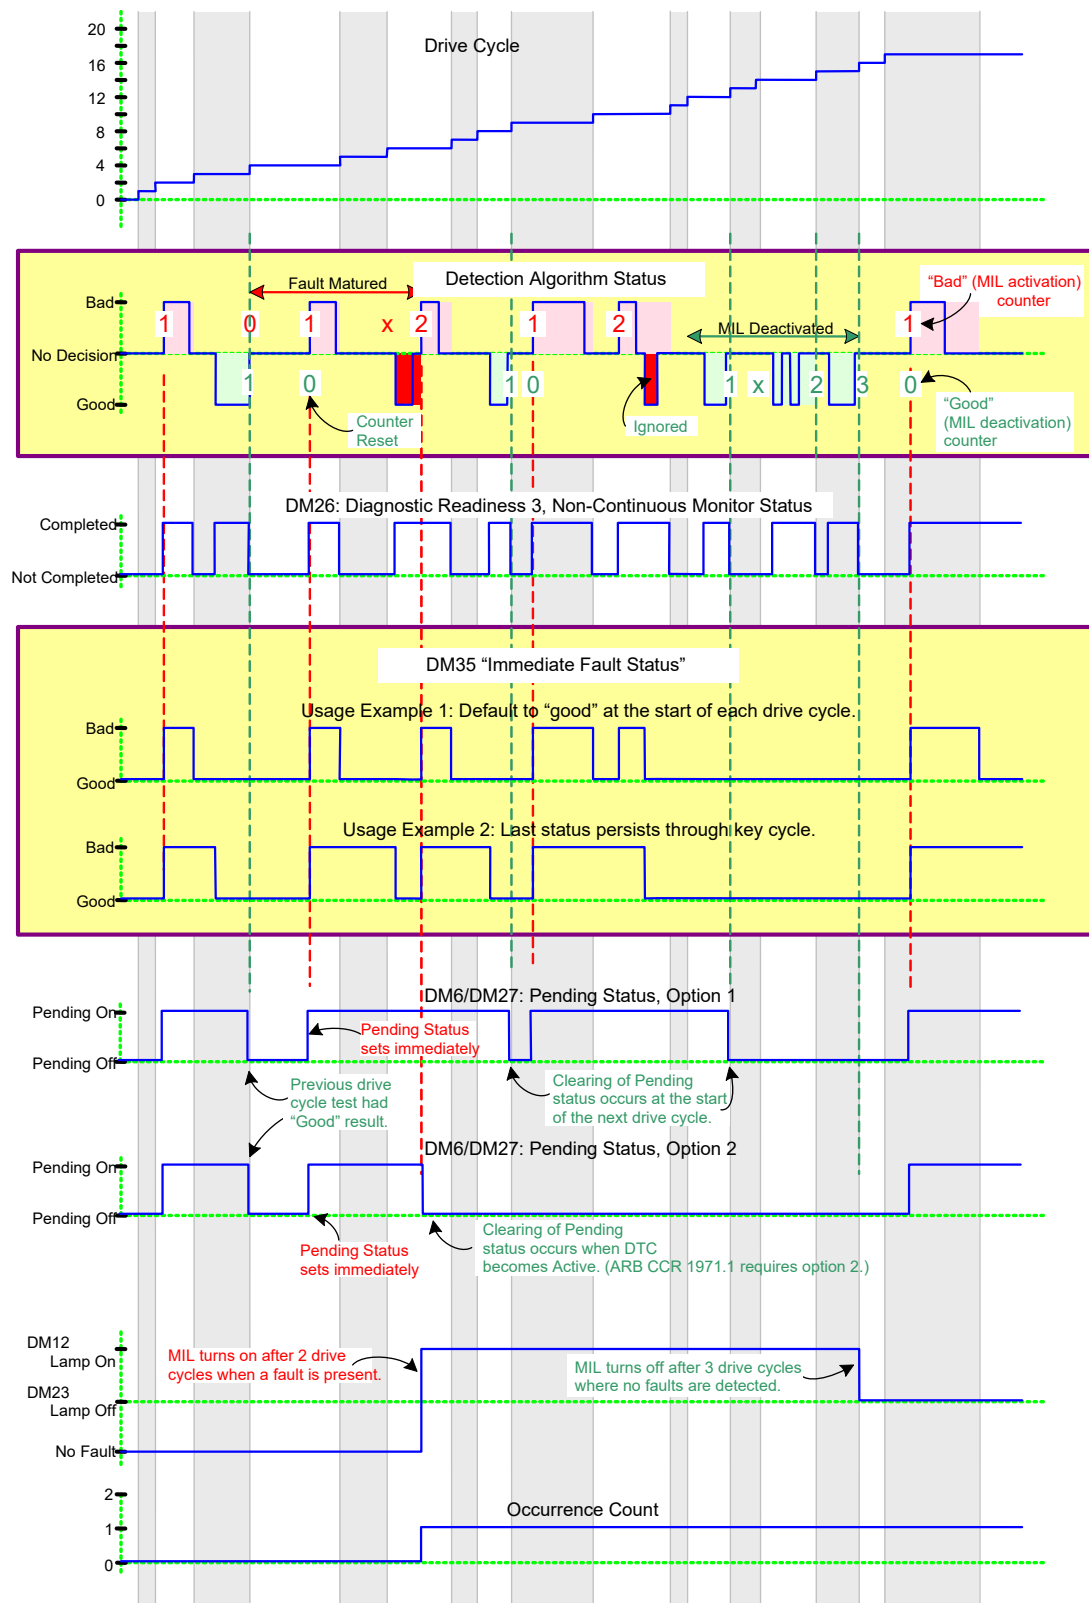 Drive Cycle
20
16
12
8
4
0
Detection Algorithm Status
Fault Matured
"Bad" (MIL activation)
counter
Bad
1
0
1
x
2
1
2
MIL Deactivated
1
No Decision
1
0
1
0
1
x
2
3
0
Good
Counter
Reset
Ignored
"Good"
(MIL deactivation)
counter
DM26: Diagnostic Readiness 3, Non-Continuous Monitor Status
Completed
Not Completed
DM35 "Immediate Fault Status"
Usage Example 1: Default to "good" at the start of each drive cycle.
Bad
Good
Usage Example 2: Last status persists through key cycle.
Bad
Good
DM6/DM27: Pending Status, Option 1
Pending On
Pending Status
sets immediately
Pending Off
Previous drive
cycle test had
"Good" result.
Clearing of Pending
status occurs at the start
of the next drive cycle.
DM6/DM27: Pending Status, Option 2
Pending On
Pending Off
Pending Status
sets immediately
Clearing of Pending
status occurs when DTC
becomes Active. (ARB CCR 1971.1 requires option 2.)
DM12
Lamp On
MIL turns on after 2 drive
cycles when a fault is present.
MIL turns off after 3 drive cycles
where no faults are detected.
DM23
Lamp Off
No Fault
Occurrence Count
2
1
0